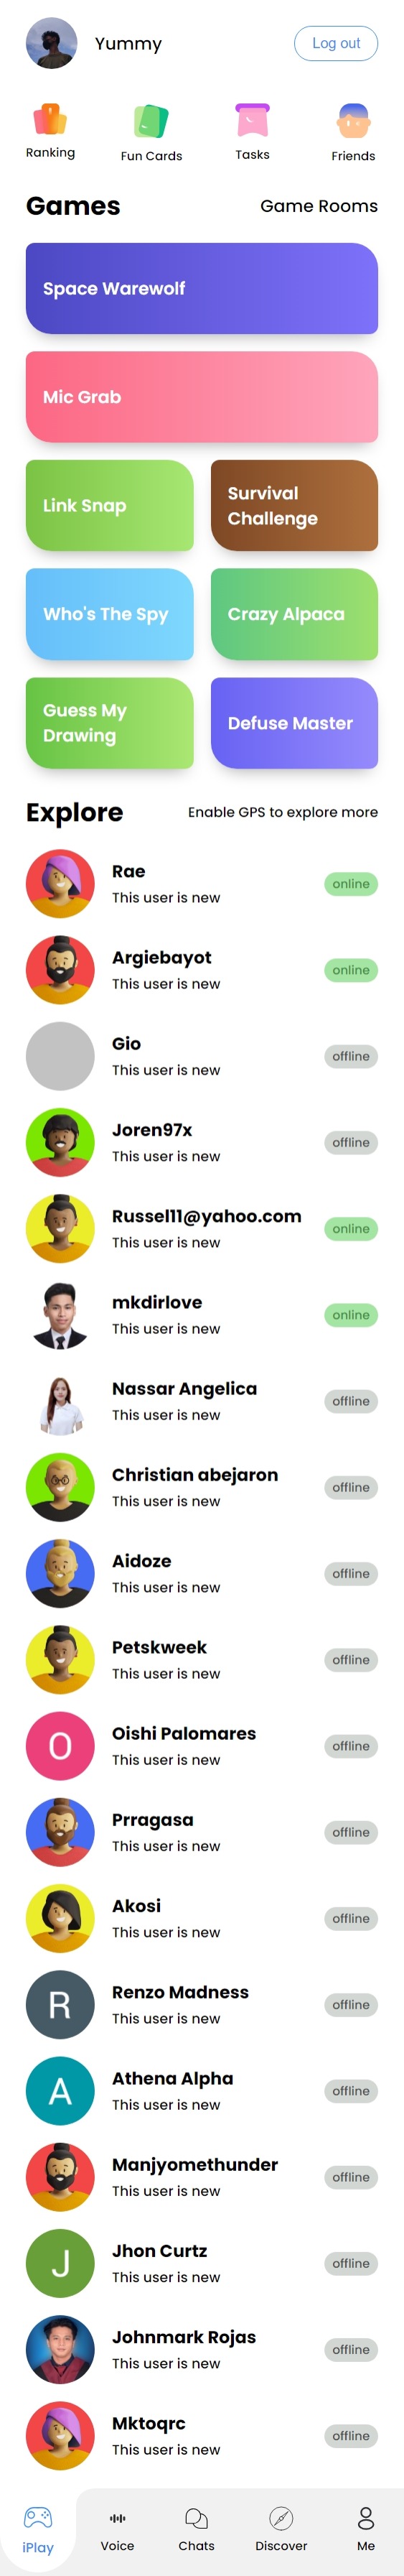 Yummy
Log out
Ranking
Fun Cards
Tasks
Friends
Games
Game Rooms
Space Warewolf
Mic Grab
Link Snap
Survival
Challenge
Who's The Spy
Crazy Alpaca
Guess My
Drawing
Defuse Master
Explore
Enable GPS to explore more
Rae
This user is new
online
Argiebayot
This user is new
online
Gio
This user is new
offline
Joren97x
This user is new
offline
Russel11@yahoo.com
This user is new
online
mkdirlove
This user is new
online
Nassar Angelica
This user is new
offline
Christian abejaron
This user is new
offline
Aidoze
This user is new
offline
Petskweek
This user is new
offline
O
Oishi Palomares
This user is new
offline
Prragasa
This user is new
offline
Akosi
This user is new
offline
R
Renzo Madness
This user is new
offline
A
Athena Alpha
This user is new
offline
Manjyomethunder
This user is new
offline
J
Jhon Curtz
This user is new
offline
Johnmark Rojas
This user is new
offline
Mktoqrc
This user is new
offline
iPlay
Voice
Chats
Discover
Me